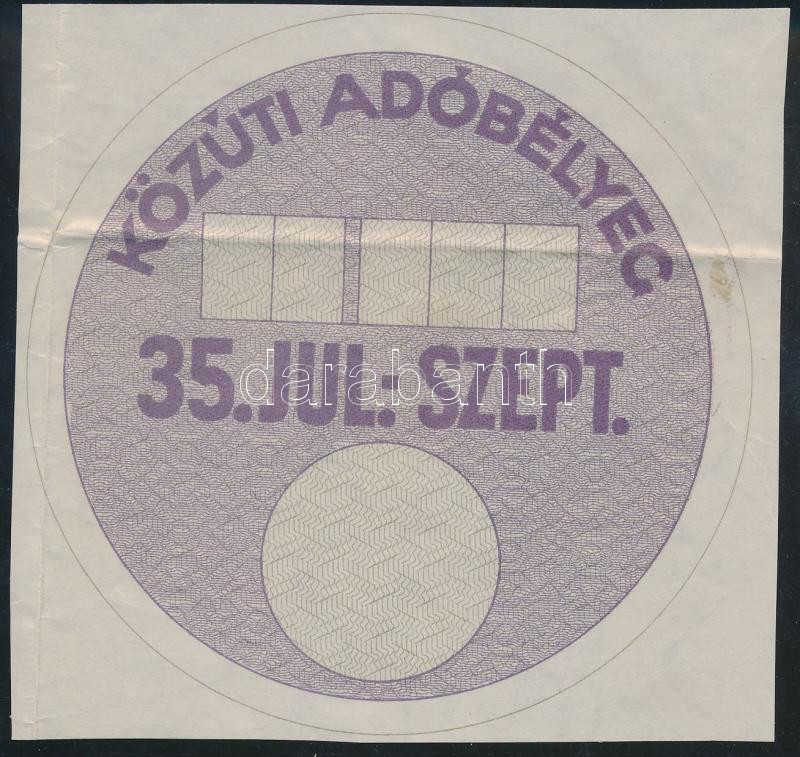 KÖZÚTI ADÓBÉLYEG
35. JUL.: SZEPT.
darabanth